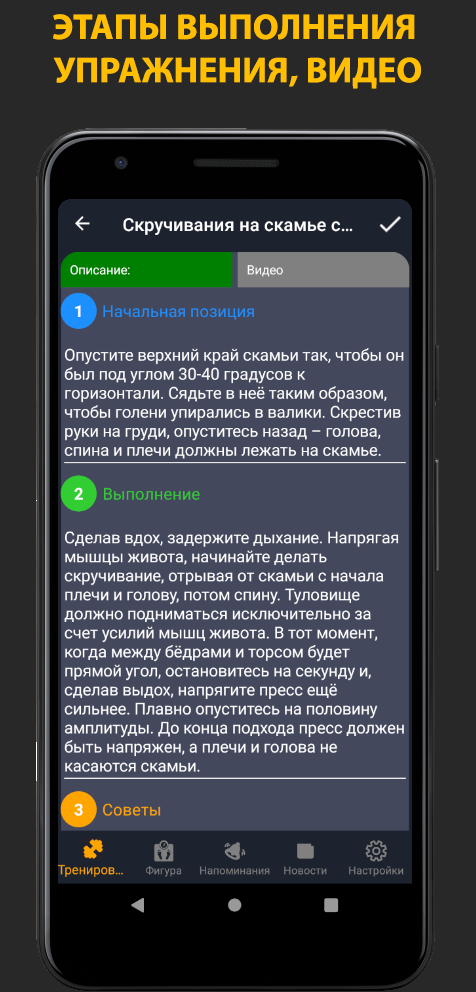 ЭТАПЫ ВЫПОЛНЕНИЯ
УПРАЖНЕНИЯ, ВИДЕО
Скручивания на скамье с...
Описание:
Видео
1 Начальная позиция
Опустите верхний край скамьи так, чтобы он
был под углом 30-40 градусов к
горизонтали. Сядьте в неё таким образом,
чтобы голени упирались в валики. Скрестив
руки на груди, опуститесь назад – голова,
спина и плечи должны лежать на скамье.
2 Выполнение
Сделав вдох, задержите дыхание. Напрягая
мышцы живота, начинайте делать
скручивание, отрывая от скамьи с начала
плечи и голову, потом спину. Туловище
должно подниматься исключительно за
счет усилий мышц живота. В тот момент,
когда между бёдрами и торсом будет
прямой угол, остановитесь на секунду и,
сделав выдох, напрягите пресс ещё
сильнее. Плавно опуститесь на половину
амплитуды. До конца подхода пресс должен
быть напряжен, а плечи и голова не
касаются скамьи.
3 Советы
Трениров...
Фигура
Напоминания
Новости
Настройки